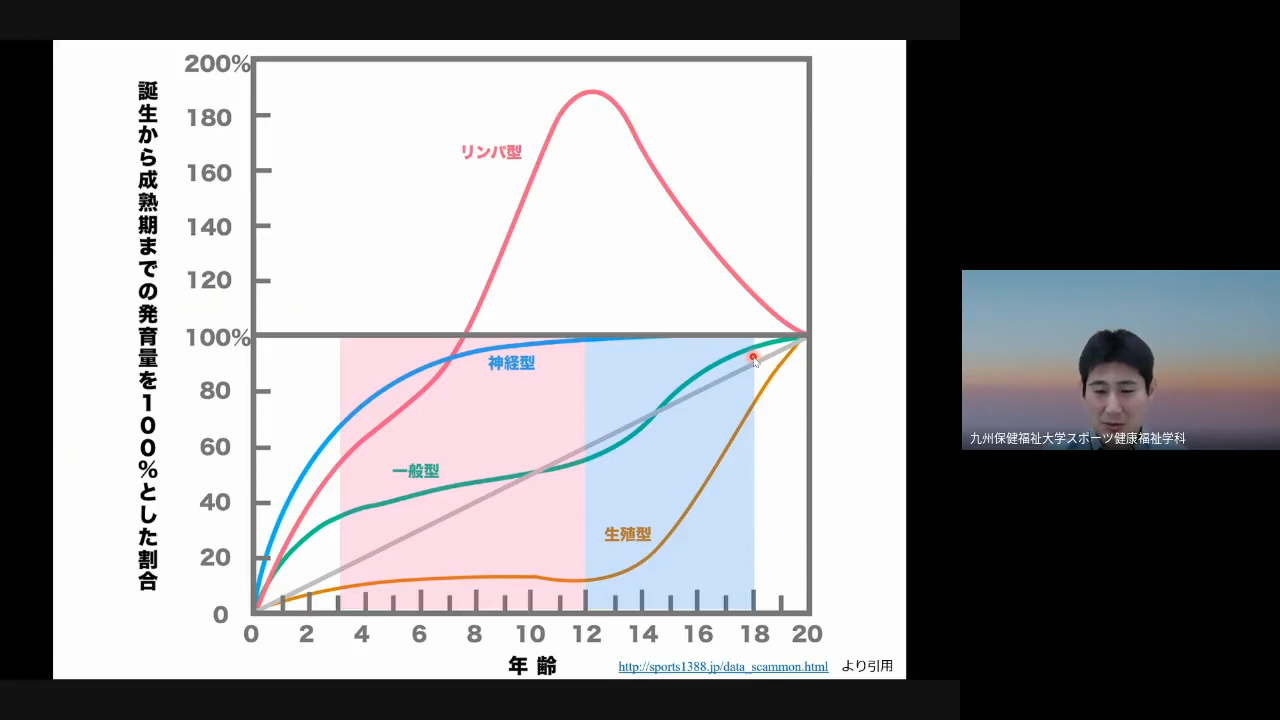 誕生から成熟期までの発育量を100%とした割合
200%
180
160
140
120
100%
80
60
40
20
0
リンパ型
神経型
一般型
生殖型
0 2 4 6 8 10 12 14 16 18 20
年齢
http://sports1388.jp/data_scammon.html より引用
九州保健福祉大学スポーツ健康福祉学科